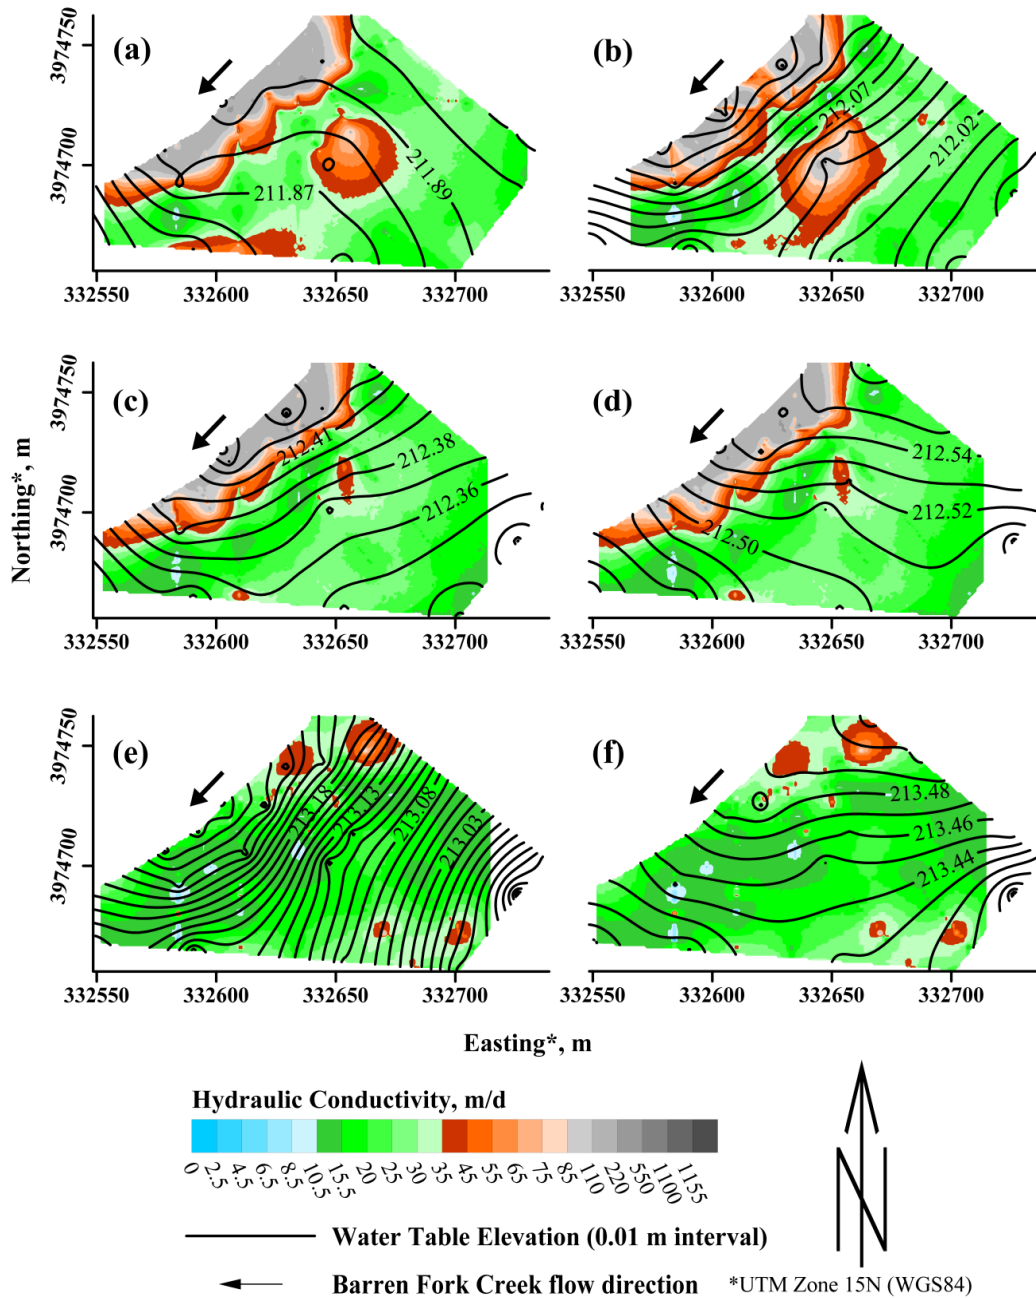 (a)
(b)
3974750
3974700
211.87
211.89
212.07
212.02
332550 332600 332650 332700
332550 332600 332650 332700
(c)
(d)
3974750
3974700
212.41
212.38
212.36
212.54
212.52
212.50
332550 332600 332650 332700
332550 332600 332650 332700
Northing*, m
(e)
(f)
3974750
3974700
213.18
213.13
213.08
213.03
213.48
213.46
213.44
332550 332600 332650 332700
332550 332600 332650 332700
Easting*, m
Hydraulic Conductivity, m/d
0 2.5 4.5 6.5 8.5 10.5 15.5 20 25 30 35 45 55 65 75 85 110 220 550 1100 1155
Water Table Elevation (0.01 m interval)
Barren Fork Creek flow direction
N
*UTM Zone 15N (WGS84)